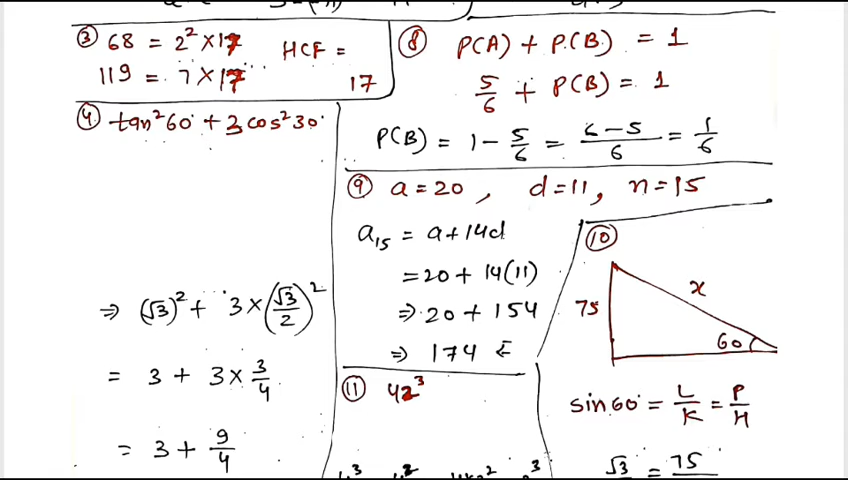 ③ 68 = 2² × 17
119 = 7 × 17
HCF = 17
④ tan²60° + 3cos²30°
⇒ (√3)² + 3 × (√3/2)²
= 3 + 3 × 3/4
= 3 + 9/4
⑧ P(A) + P(B) = 1
5/6 + P(B) = 1
P(B) = 1 - 5/6 = (6-5)/6 = 1/6
⑨ a = 20, d = 11, n = 15
a₁₅ = a + 14d
= 20 + 14(11)
⇒ 20 + 154
⇒ 174
⑩
75
x
60
sin60° = L/K = P/H
√3 = 75
⑪ 42³